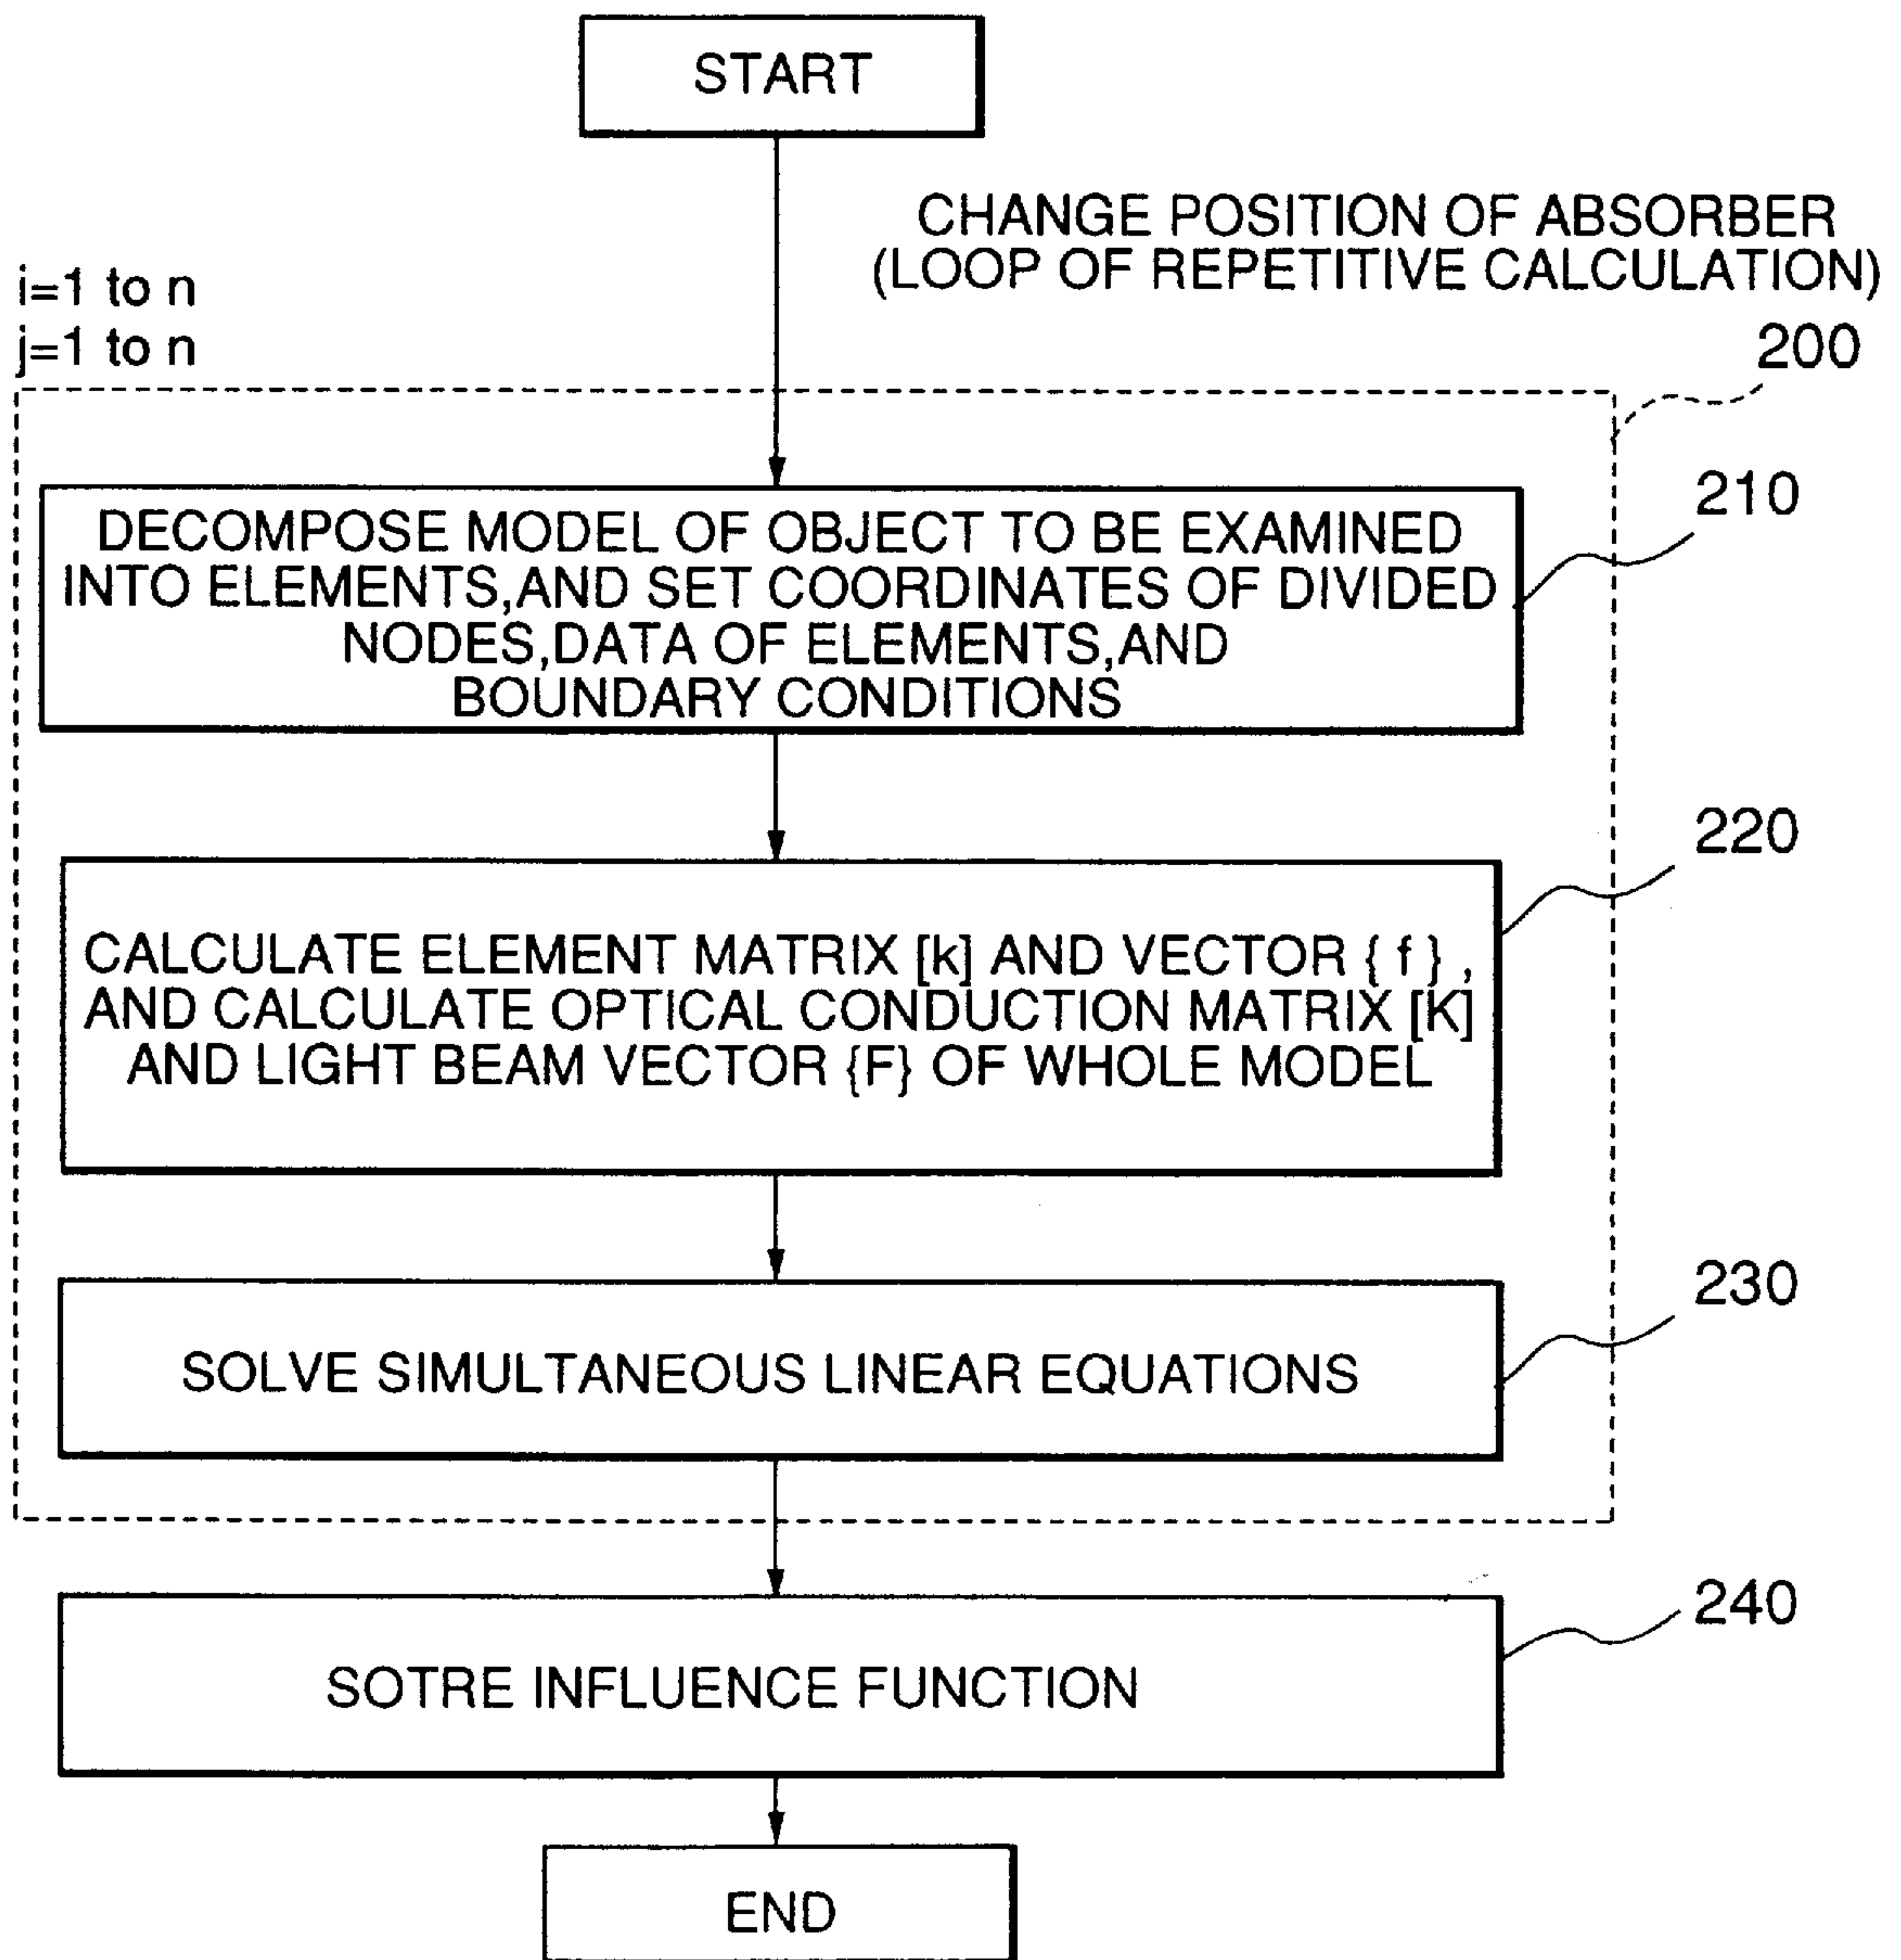 START
CHANGE POSITION OF ABSORBER
(LOOP OF REPETITIVE CALCULATION)
i=1 to n
j=1 to n
200
210
DECOMPOSE MODEL OF OBJECT TO BE EXAMINED
INTO ELEMENTS,AND SET COORDINATES OF DIVIDED
NODES,DATA OF ELEMENTS,AND
BOUNDARY CONDITIONS
220
CALCULATE ELEMENT MATRIX [k] AND VECTOR { f } ,
AND CALCULATE OPTICAL CONDUCTION MATRIX [K]
AND LIGHT BEAM VECTOR {F} OF WHOLE MODEL
230
SOLVE SIMULTANEOUS LINEAR EQUATIONS
240
SOTRE INFLUENCE FUNCTION
END